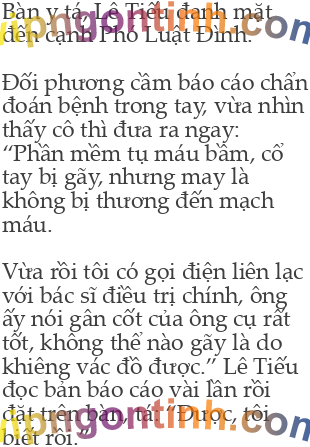 Bàn y tá, Lê Tiếu đanh mặt
đến cạnh Phó Luật Đình.
Đối phương cầm báo cáo chẩn
đoán bệnh trong tay, vừa nhìn
thấy cô thì đưa ra ngay:
“Phần mềm tụ máu bầm, cổ
tay bị gãy, nhưng may là
không bị thương đến mạch
máu.
Vừa rồi tôi có gọi điện liên lạc
với bác sĩ điều trị chính, ông
ấy nói gân cốt của ông cụ rất
tốt, không thể nào gãy là do
khiêng vác đồ được.” Lê Tiếu
đọc bản báo cáo vài lần rồi
đặt trên bàn, y tá: “Được, tôi
biết rồi.
vipngontinh.com
vipngontinh.com